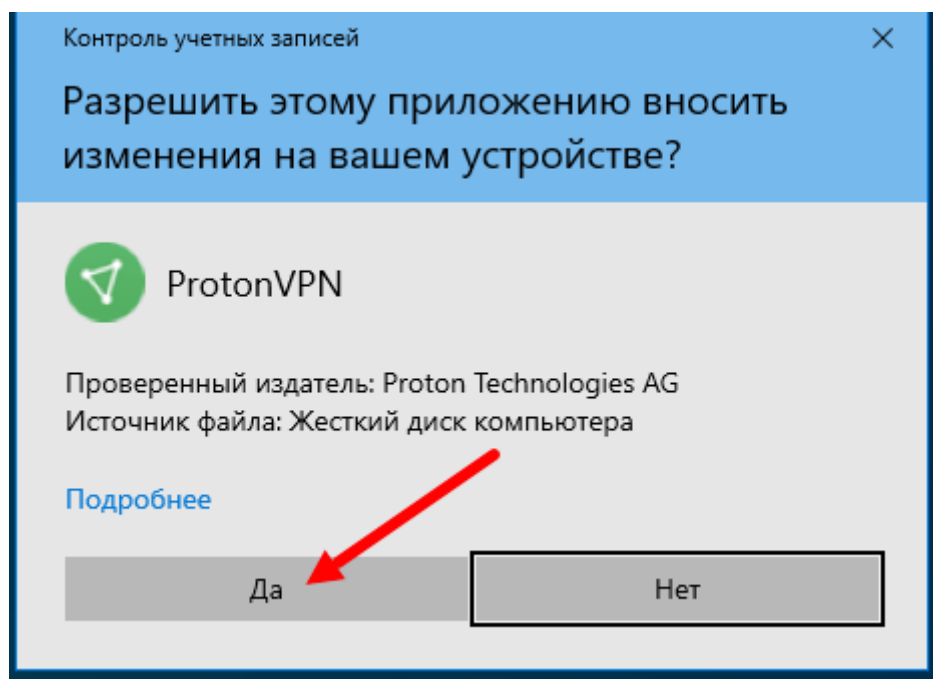 Контроль учетных записей
Разрешить этому приложению вносить
изменения на вашем устройстве?
ProtonVPN
Проверенный издатель: Proton Technologies AG
Источник файла: Жесткий диск компьютера
Подробнее
Да
Нет